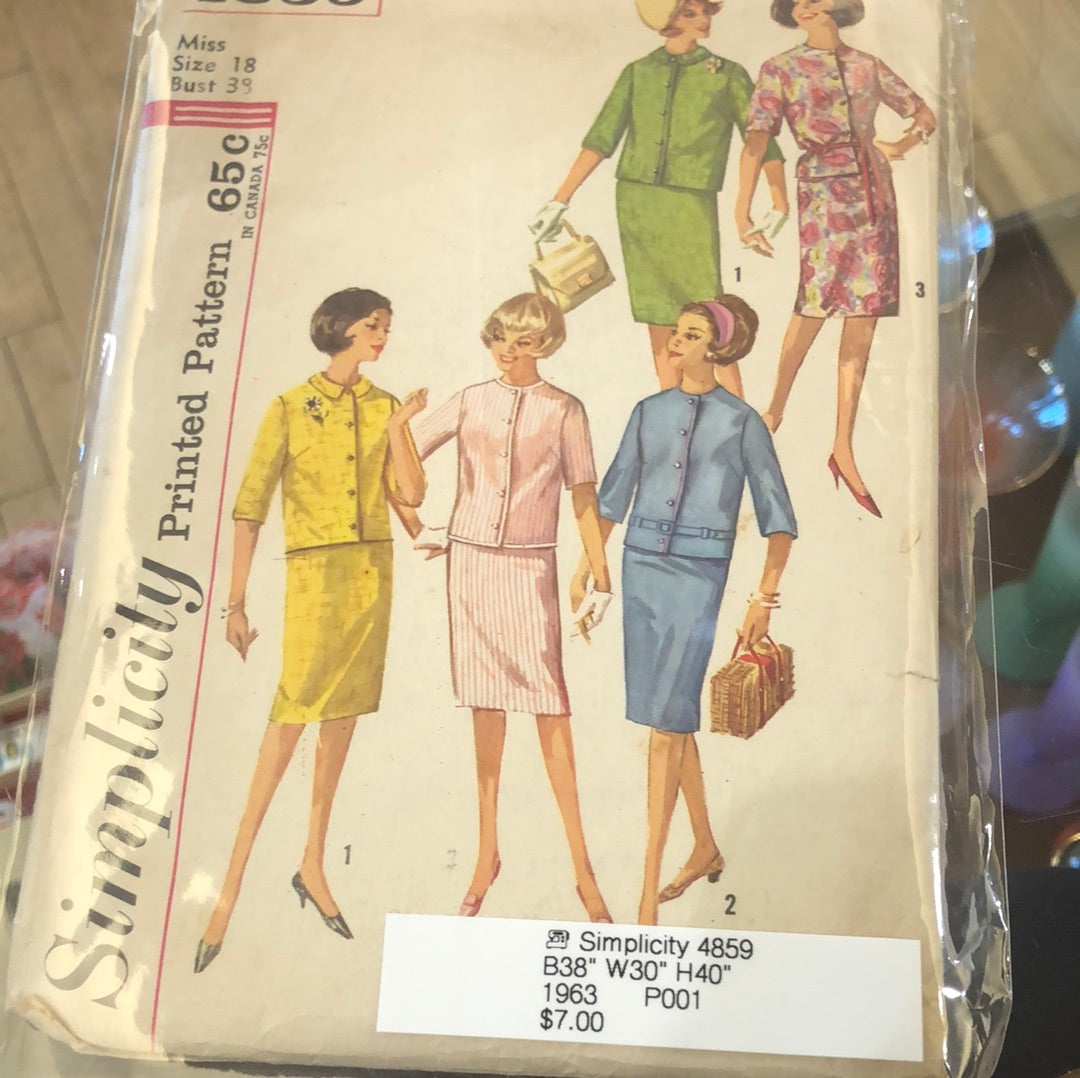 Miss
Size 18
Bust 38
65c
IN CANADA 75c
Simplicity Printed Pattern
1
3
1
2
2
Simplicity 4859
B38" W30" H40"
1963 P001
$7.00